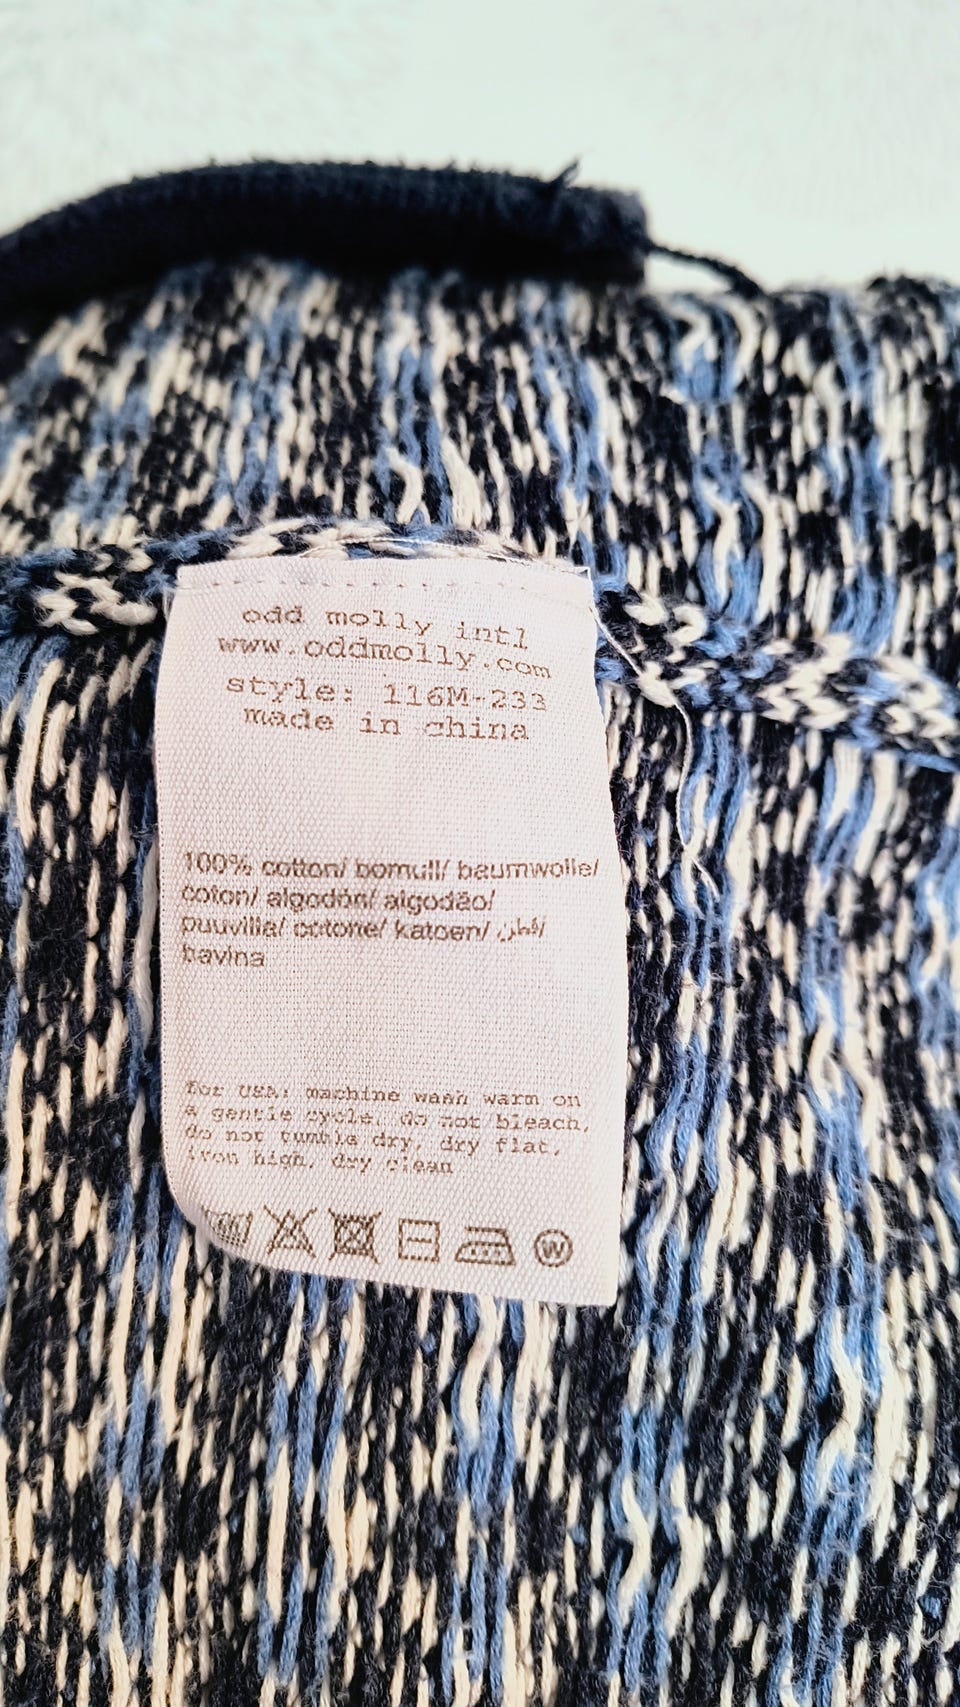 odd molly intl
www.oddmolly.com
style: 116M-233
made in china
100% cotton/ bomull/ baumwolle/
coton/ algodón/ algodão/
puuvilla/ cotone/ katoen/ قطن/
bavlna
for USA: machine wash warm on
a gentle cycle, do not bleach,
do not tumble dry, dry flat,
iron high, dry clean
W